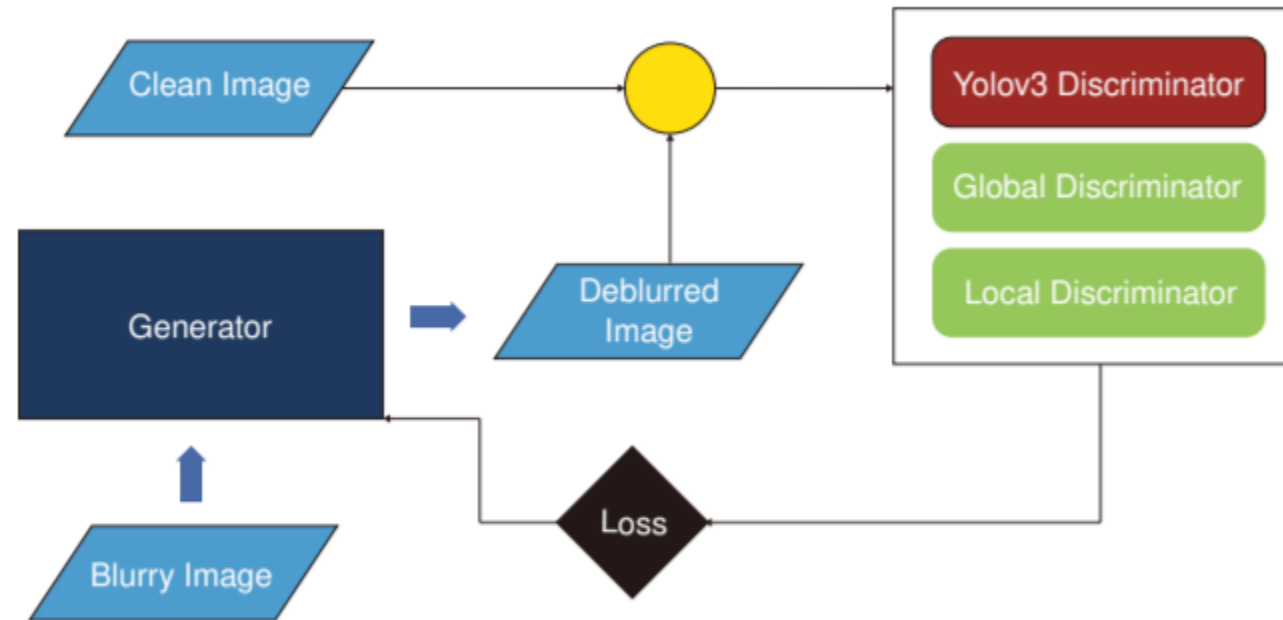 Clean Image
Yolov3 Discriminator
Global Discriminator
Local Discriminator
Generator
Deblurred
Image
Loss
Blurry Image